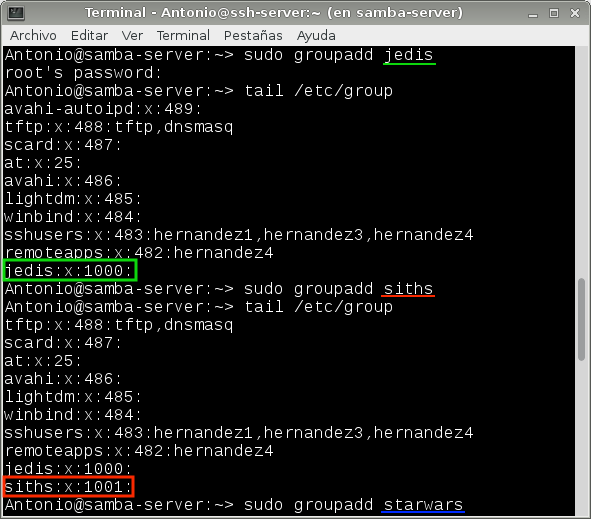 Terminal - Antonio@ssh-server:~ (en samba-server)
Archivo Editar Ver Terminal Pestañas Ayuda
Antonio@samba-server:~> sudo groupadd jedis
root's password:
Antonio@samba-server:~> tail /etc/group
avahi-autoipd:x:489:
tftp:x:488:tftp,dnsmasq
scard:x:487:
at:x:25:
avahi:x:486:
lightdm:x:485:
winbind:x:484:
sshusers:x:483:hernandez1,hernandez3,hernandez4
remoteapps:x:482:hernandez4
jedis:x:1000:
Antonio@samba-server:~> sudo groupadd siths
Antonio@samba-server:~> tail /etc/group
tftp:x:488:tftp,dnsmasq
scard:x:487:
at:x:25:
avahi:x:486:
lightdm:x:485:
winbind:x:484:
sshusers:x:483:hernandez1,hernandez3,hernandez4
remoteapps:x:482:hernandez4
jedis:x:1000:
siths:x:1001:
Antonio@samba-server:~> sudo groupadd starwars